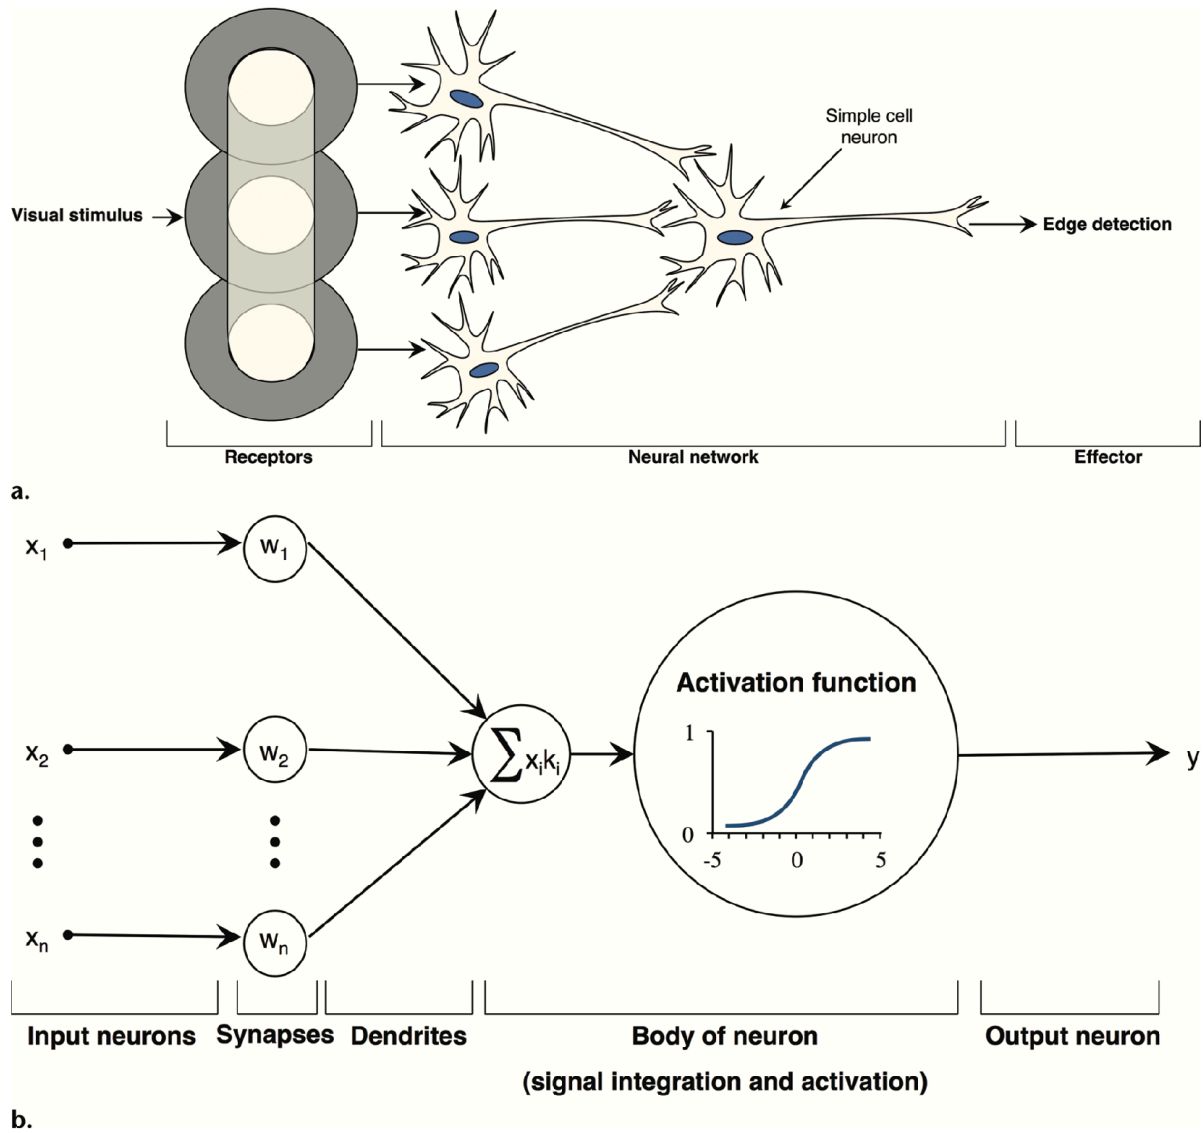 Simple cell
neuron
Visual stimulus
Edge detection
Receptors
Neural network
Effector
a.
x1
w1
x2
w2
∑ xiki
Activation function
1
0
-5
0
5
y
xn
wn
Input neurons
Synapses
Dendrites
Body of neuron
Output neuron
(signal integration and activation)
b.